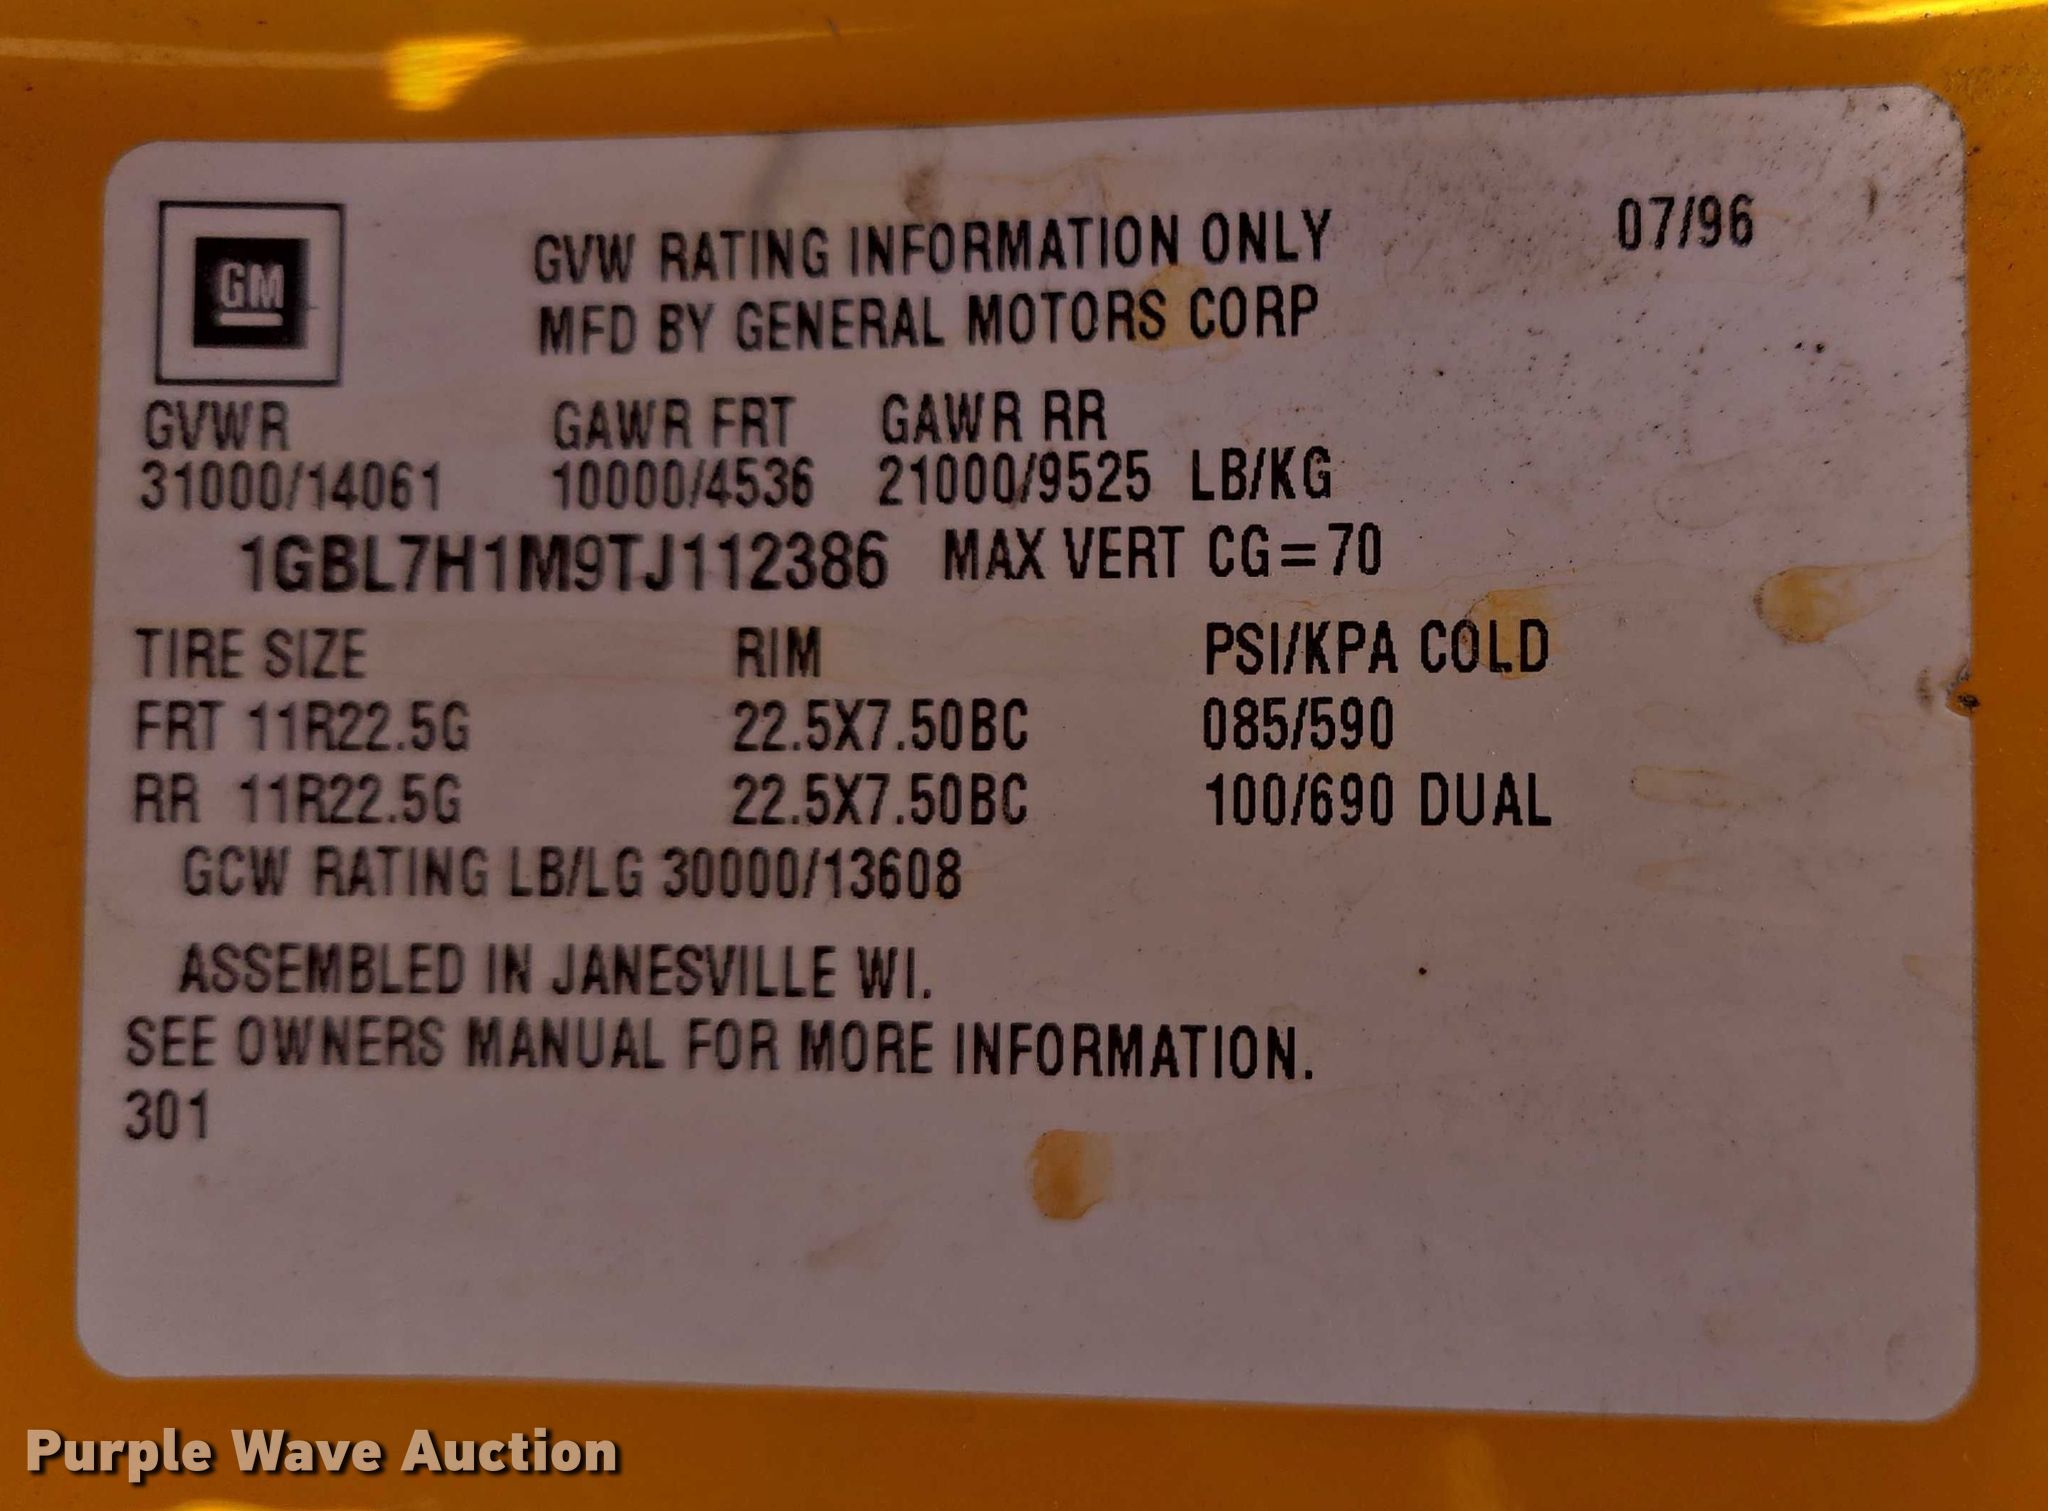 GM
GVW RATING INFORMATION ONLY 07/96
MFD BY GENERAL MOTORS CORP
GVWR GAWR FRT GAWR RR
31000/14061 10000/4536 21000/9525 LB/KG
1GBL7H1M9TJ112386 MAX VERT CG=70
TIRE SIZE RIM PSI/KPA COLD
FRT 11R22.5G 22.5X7.50BC 085/590
RR 11R22.5G 22.5X7.50BC 100/690 DUAL
GCW RATING LB/LG 30000/13608
ASSEMBLED IN JANESVILLE WI.
SEE OWNERS MANUAL FOR MORE INFORMATION.
301
Purple Wave Auction